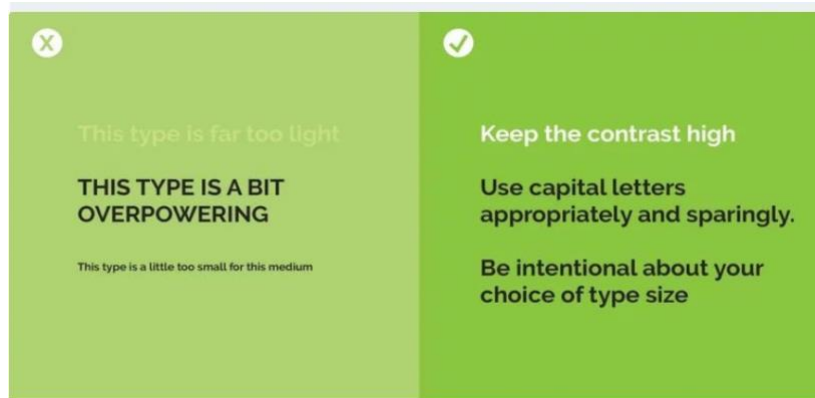 X
This type is far too light
THIS TYPE IS A BIT
OVERPOWERING
This type is a little too small for this medium
Keep the contrast high
Use capital letters
appropriately and sparingly.
Be intentional about your
choice of type size